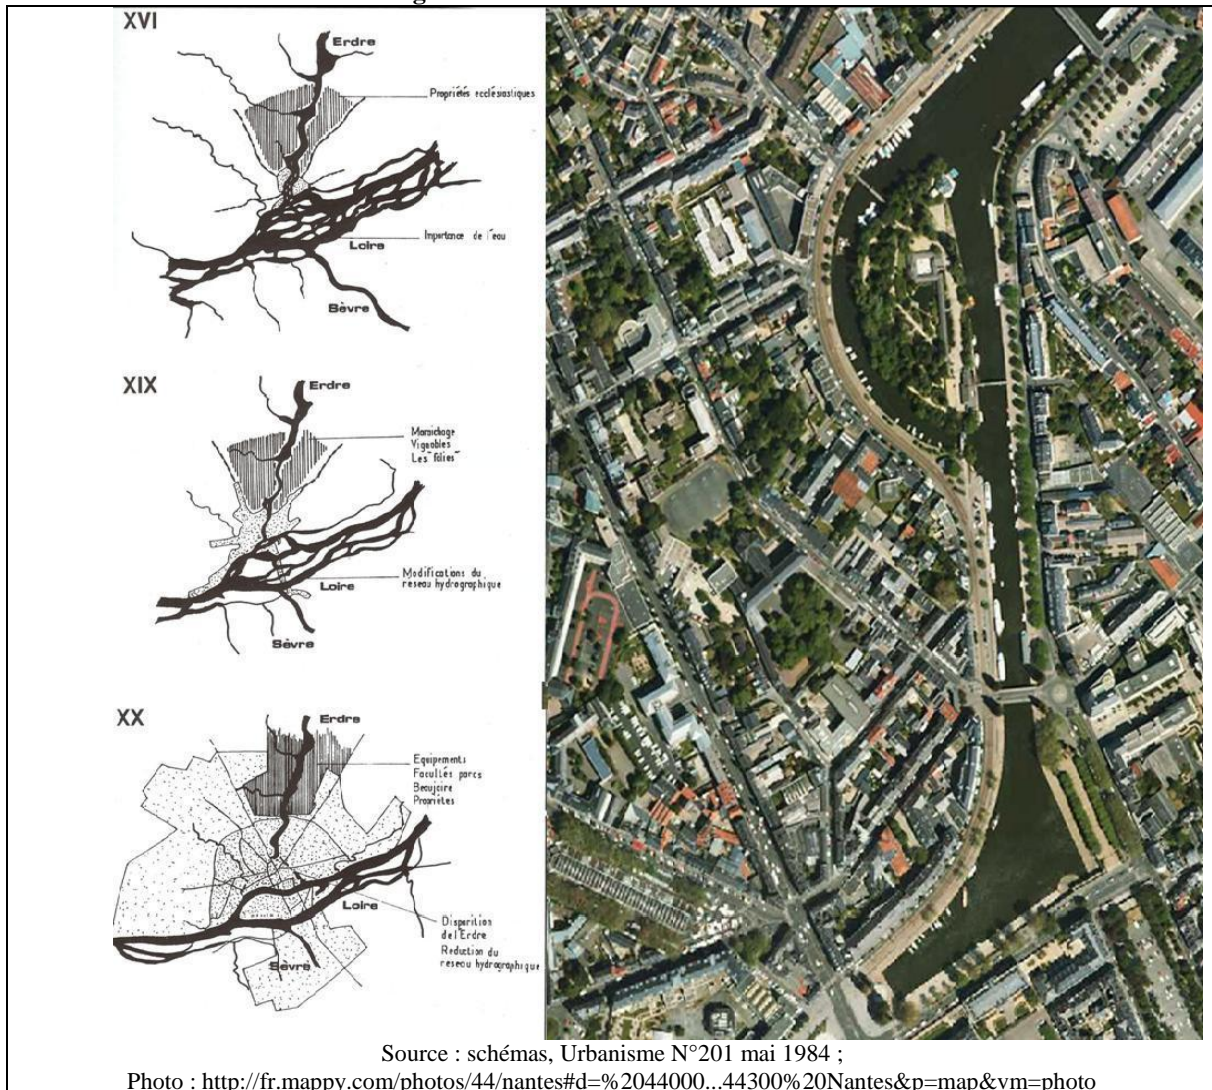 XVI
Erdre
Propriétés ecclésiastiques
Loire
Importance de l'eau
Sèvre
XIX
Erdre
Maraichage
Vignobles
Les "folies"
Loire
Modifications du
reseau hydrographique
Sèvre
XX
Erdre
Equipements
Facultés parcs
Beaujoire
Propriétes
Loire
Disparition
de l'Erdre
Réduction du
reseau hydrographique
Sèvre
Source : schémas, Urbanisme N°201 mai 1984 ;
Photo : http://fr.mappy.com/photos/44/nantes#d=%2044000...44300%20Nantes&p=map&vm=photo